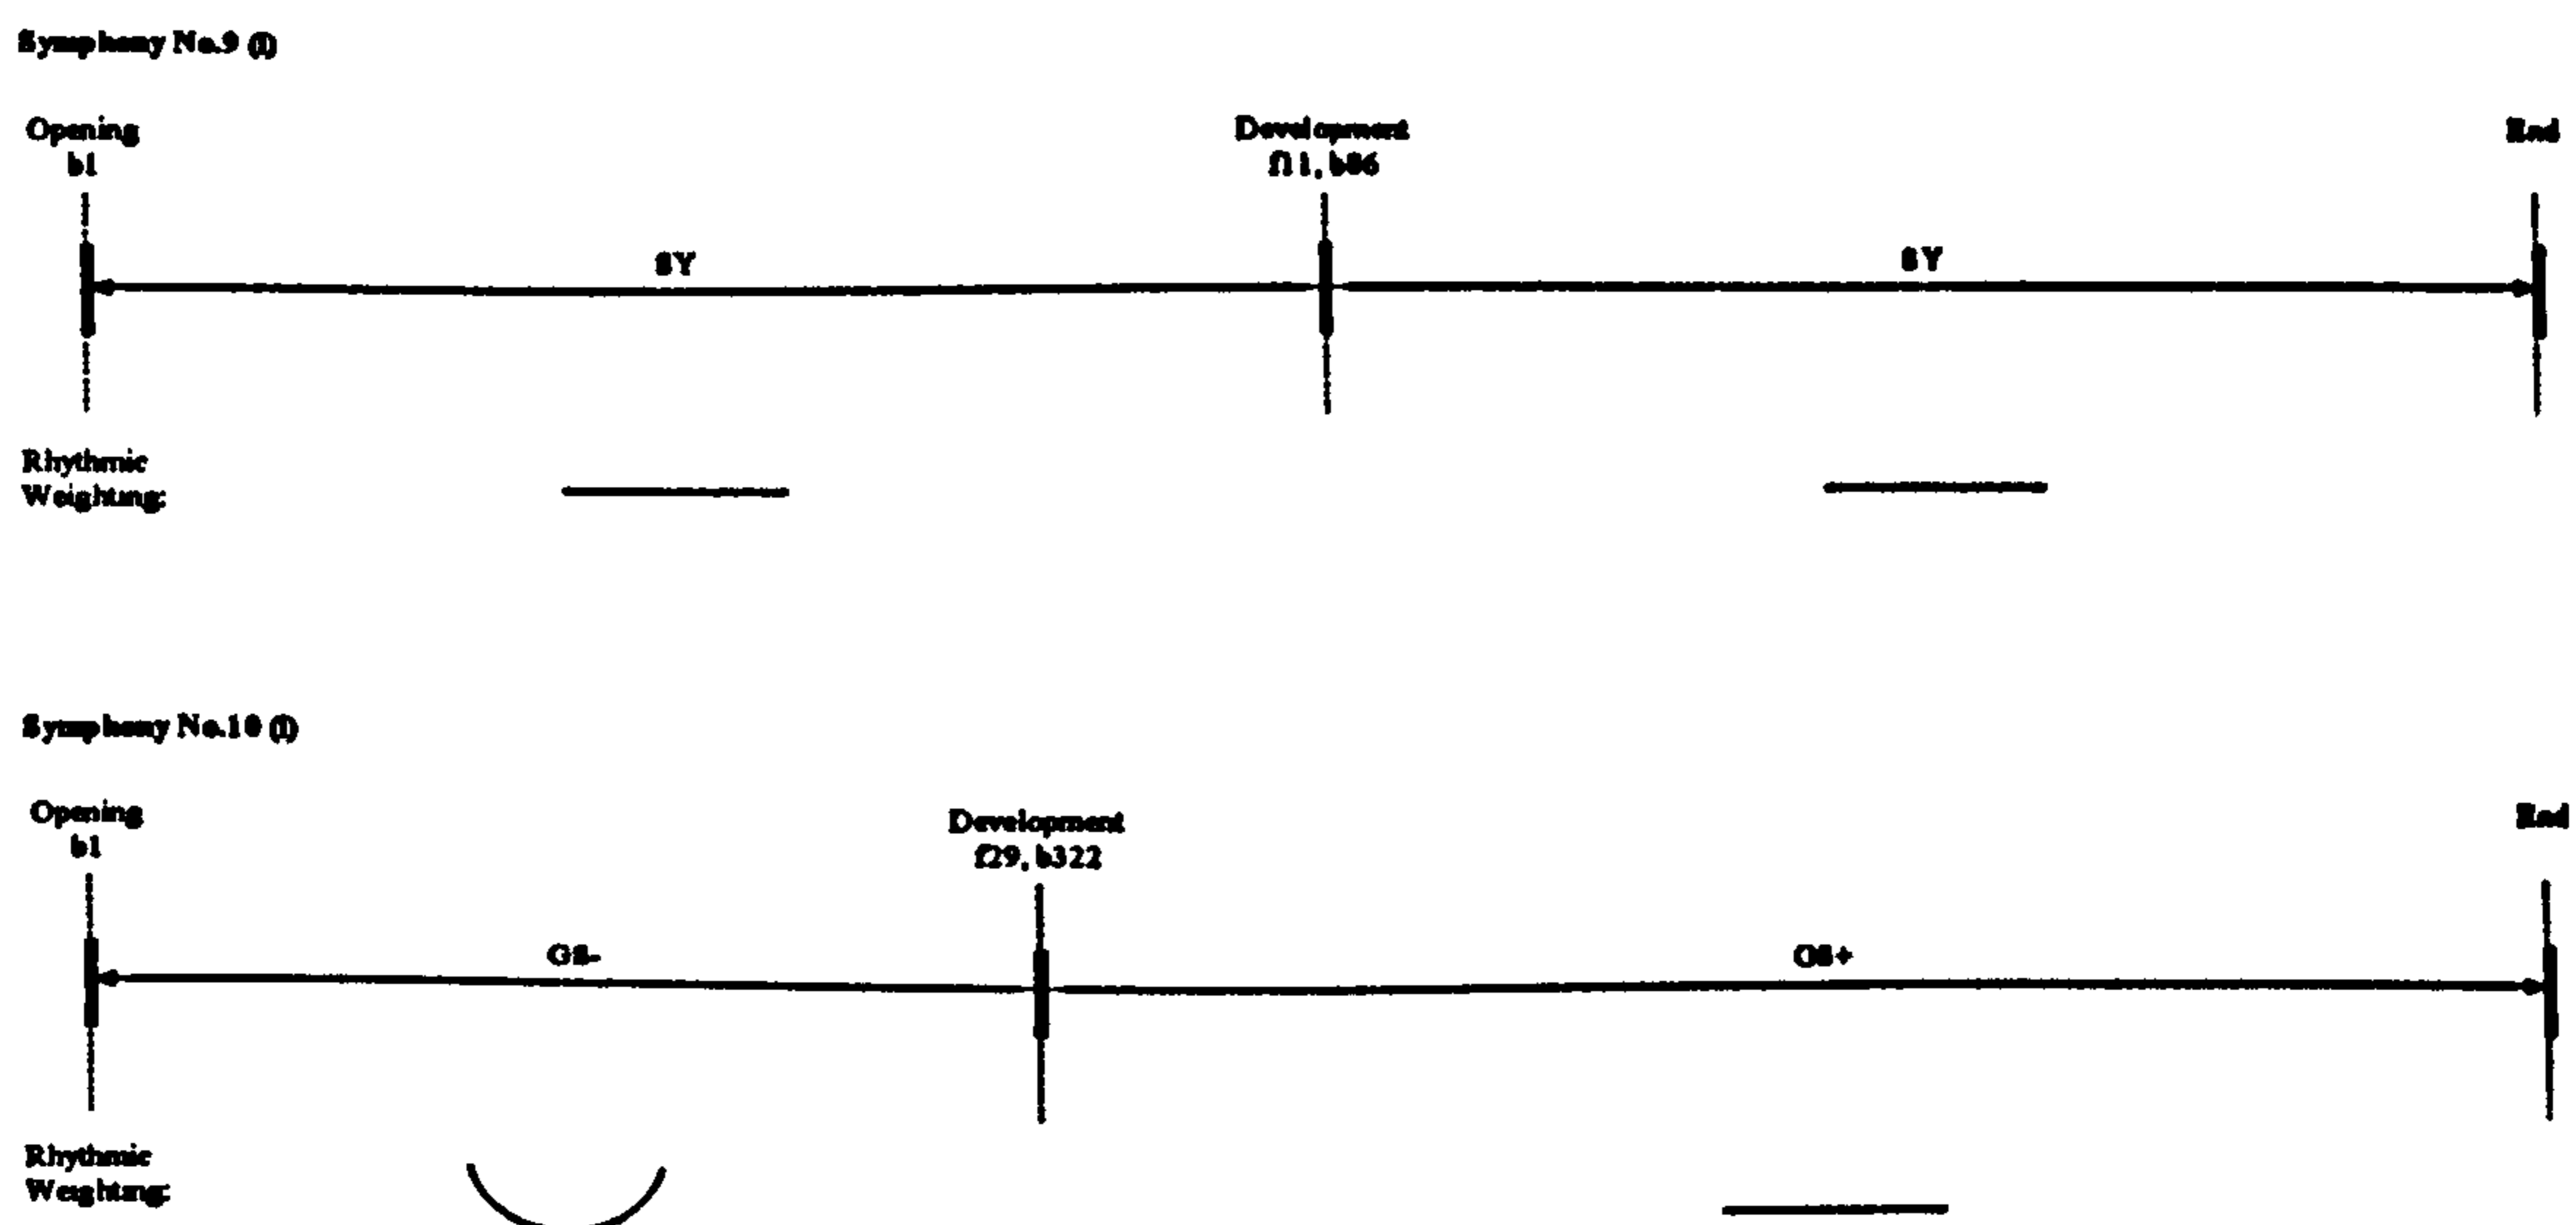 Symphony No.9 (I)
Opening
b1
Development
f11, b86
End
SY
SY
Rhythmic
Weighting:
Symphony No.10 (I)
Opening
b1
Development
f29, b322
End
GS-
GS+
Rhythmic
Weighting: